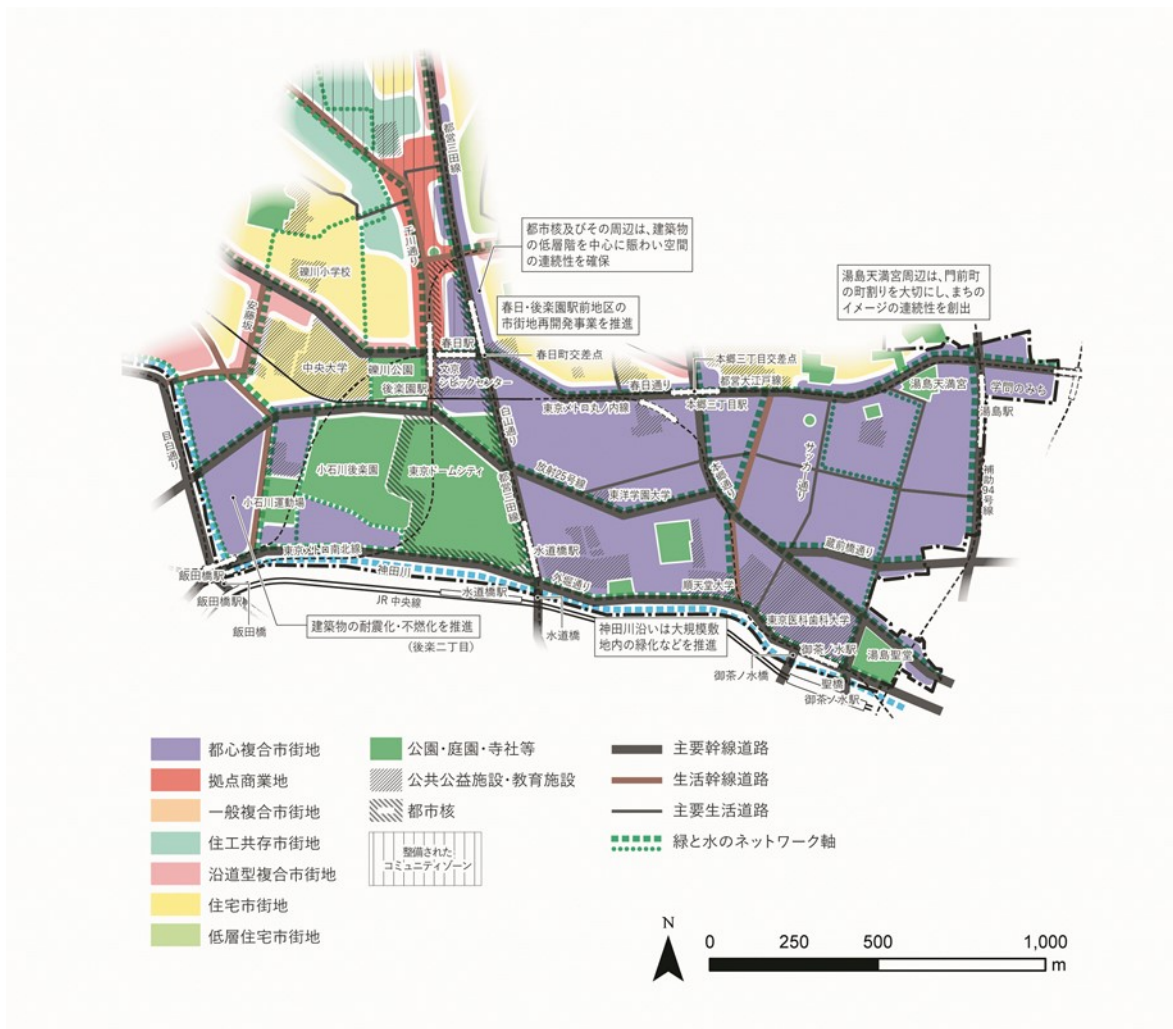 都営三田線
千川通り
都市核及びその周辺は、建築物
の低層階を中心に賑わい空間
の連続性を確保
礫川小学校
安藤坂
春日・後楽園駅前地区の
市街地再開発事業を推進
湯島天満宮周辺は、門前町
の町割りを大切にし、まちの
イメージの連続性を創出
春日駅
春日町交差点
本郷三丁目交差点
中央大学
礫川公園
文京
シビックセンター
後楽園駅
春日通り
都営大江戸線
湯島天満宮
学問のみち
東京メトロ丸ノ内線
本郷三丁目駅
湯島駅
目白通り
白山通り
小石川後楽園
東京ドームシティ
放射25号線
本郷通り
サッカー通り
補助94号線
都営三田線
小石川運動場
東洋学園大学
東京メトロ南北線
水道橋駅
蔵前橋通り
飯田橋駅
神田川
外堀通り
順天堂大学
飯田橋駅
JR 中央線
水道橋駅
東京医科歯科大学
飯田橋
建築物の耐震化・不燃化を推進
(後楽二丁目)
水道橋
神田川沿いは大規模敷
地内の緑化などを推進
御茶ノ水駅
湯島聖堂
御茶ノ水橋
聖橋
御茶ノ水駅
都心複合市街地
拠点商業地
一般複合市街地
住工共存市街地
沿道型複合市街地
住宅市街地
低層住宅市街地
公園・庭園・寺社等
公共公益施設・教育施設
都市核
整備された
コミュニティゾーン
主要幹線道路
生活幹線道路
主要生活道路
緑と水のネットワーク軸
N
0 250 500 1,000
m